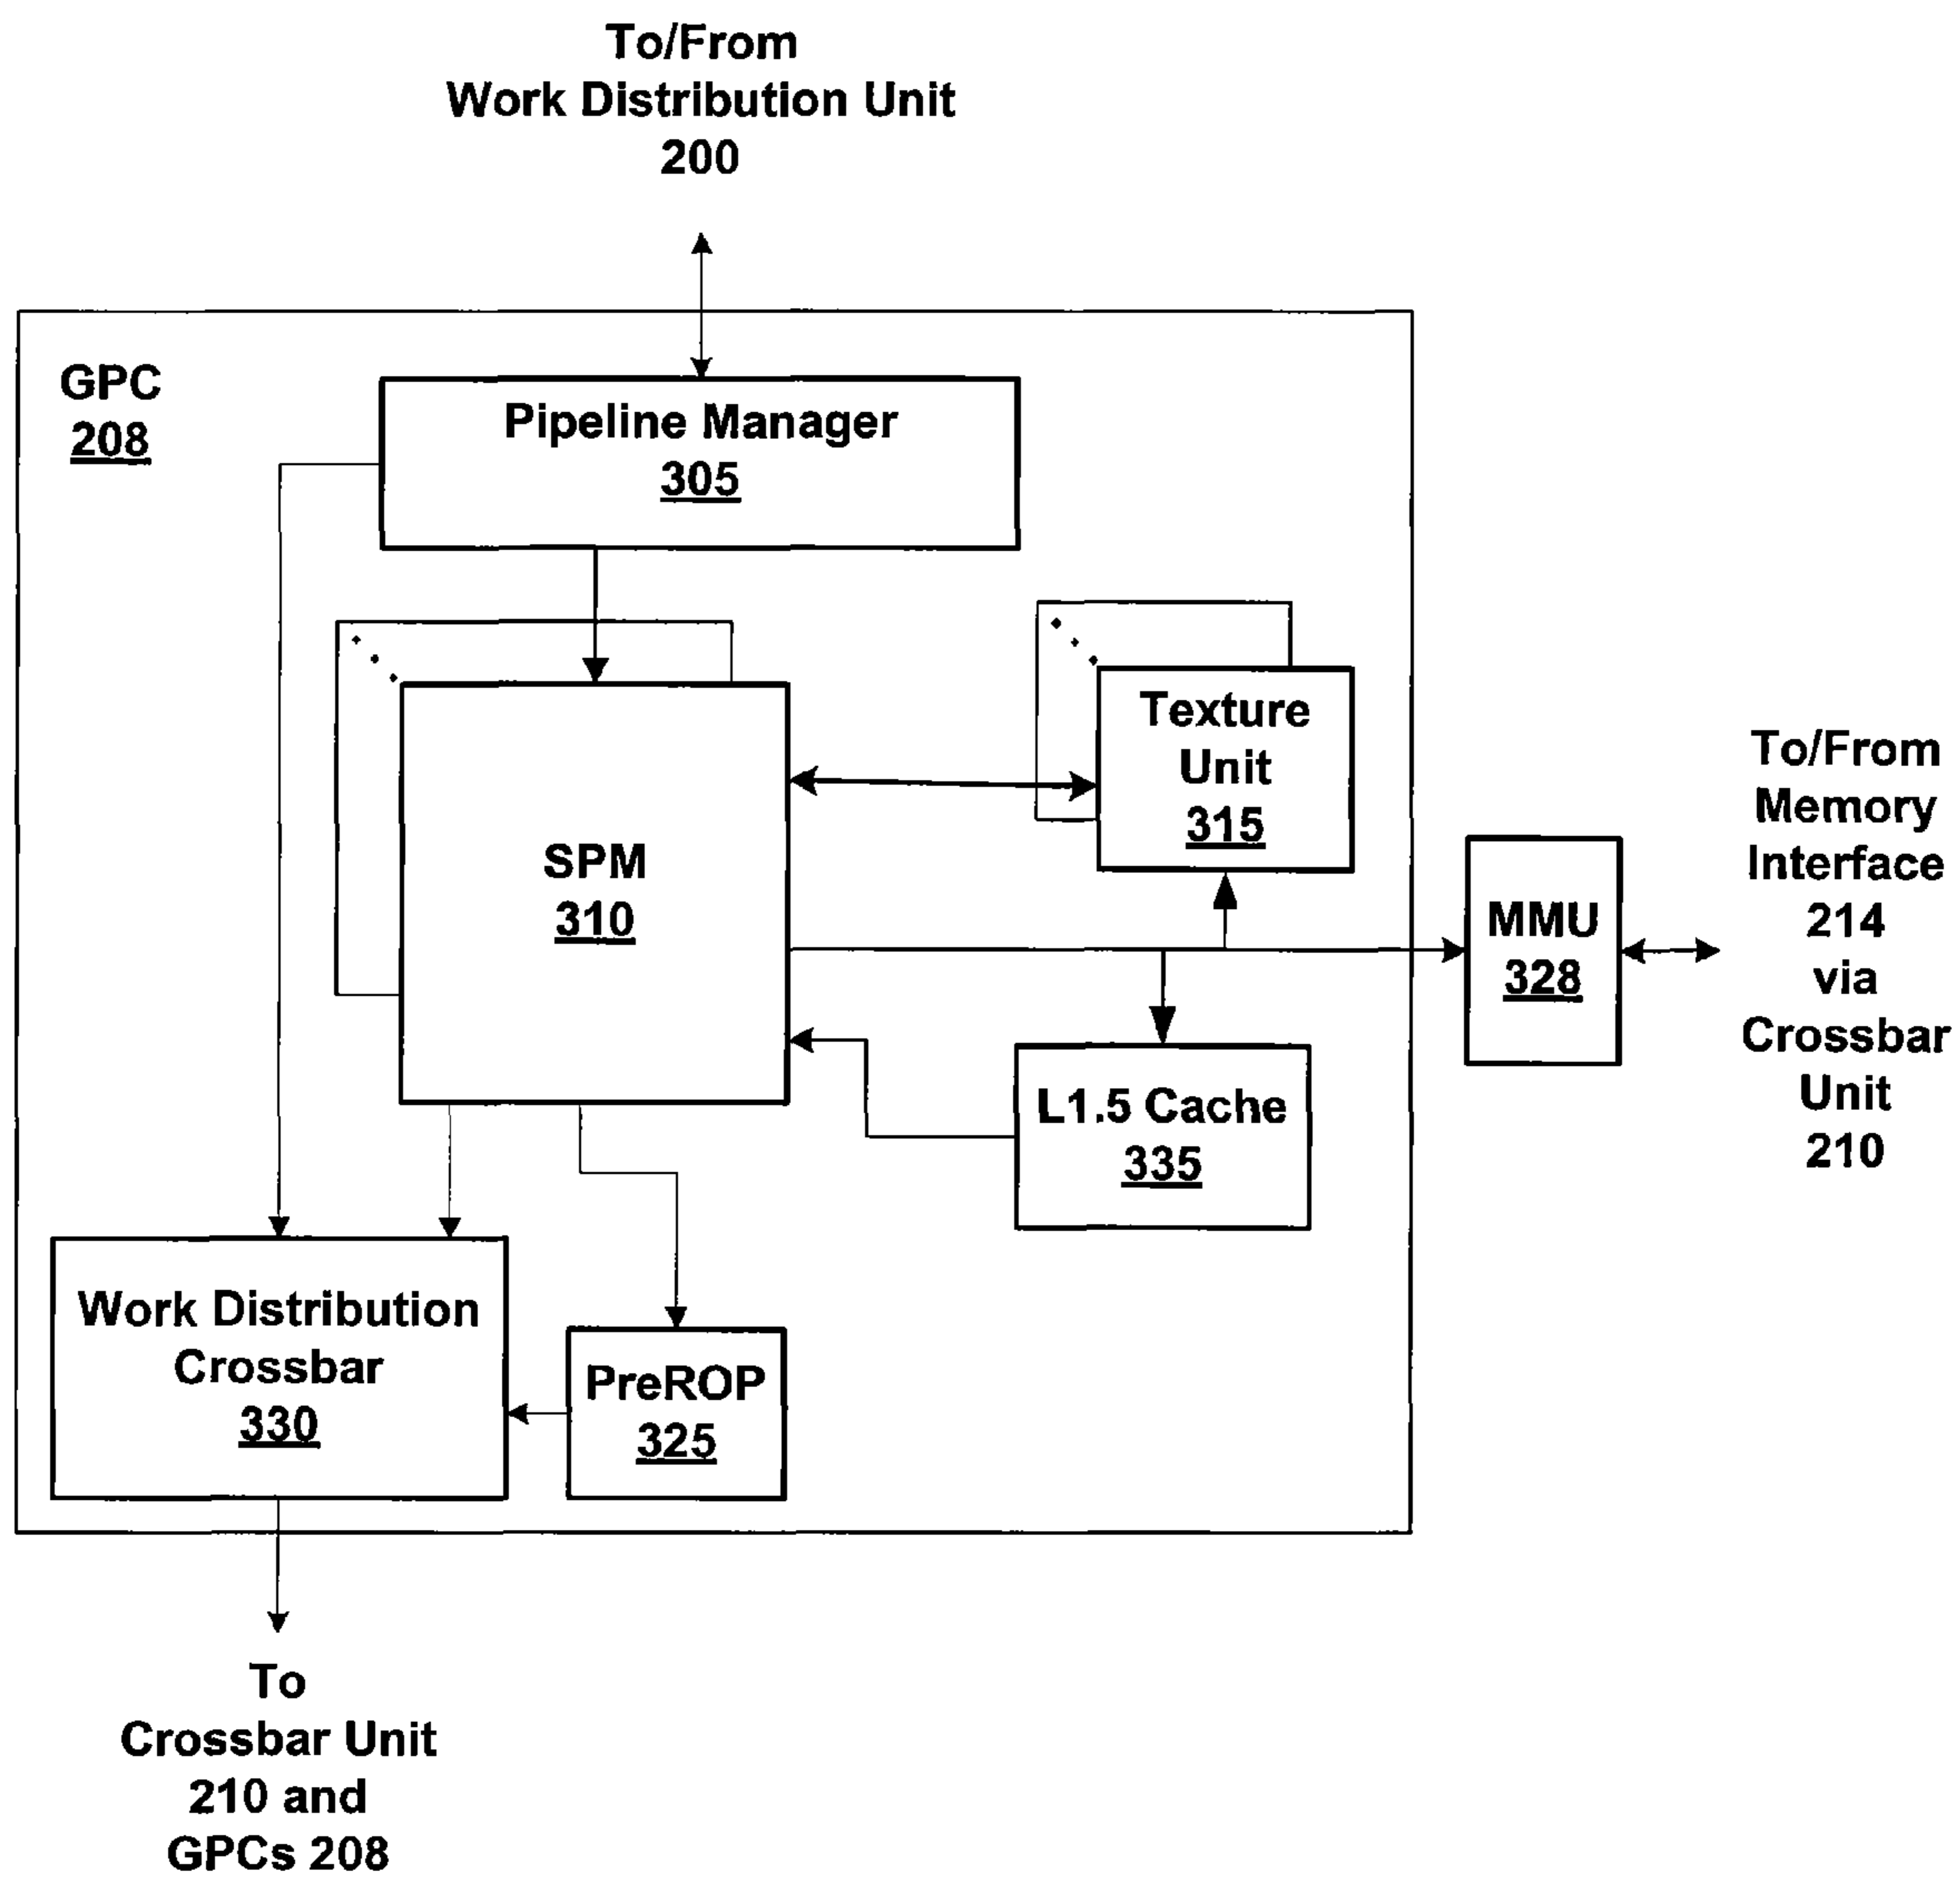 To/From
Work Distribution Unit
200
GPC
208
Pipeline Manager
305
Texture
Unit
315
SPM
310
MMU
328
To/From
Memory
Interface
214
via
Crossbar
Unit
210
L1.5 Cache
335
Work Distribution
Crossbar
330
PreROP
325
To
Crossbar Unit
210 and
GPCs 208